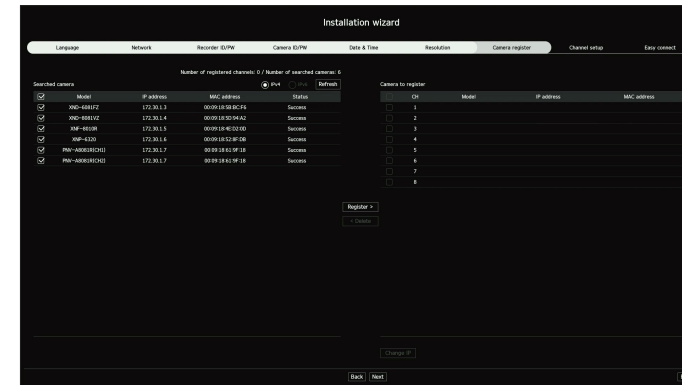 Installation wizard
Language Network Recorder ID/PW Camera ID/PW Date & Time Resolution Camera register Channel setup Easy connect
Number of registered channels: 0 / Number of searched cameras: 6
Searched camera IPv4 IPv6 Refresh Camera to register
Model IP address MAC address Status CH Model IP address MAC address
XND-6081FZ 172.30.1.3 00:09:18:5B:BC:F6 Success 1
XND-8081VZ 172.30.1.4 00:09:18:5D:94:A2 Success 2
XNF-8010R 172.30.1.5 00:09:18:4E:D2:0D Success 3
XNP-6320 172.30.1.6 00:09:18:52:8F:DB Success 4
PNV-A8081R[CH1] 172.30.1.7 00:09:18:61:9F:18 Success 5
PNV-A8081R[CH2] 172.30.1.7 00:09:18:61:9F:18 Success 6
7
8
Register >
< Delete
Change IP
Back Next